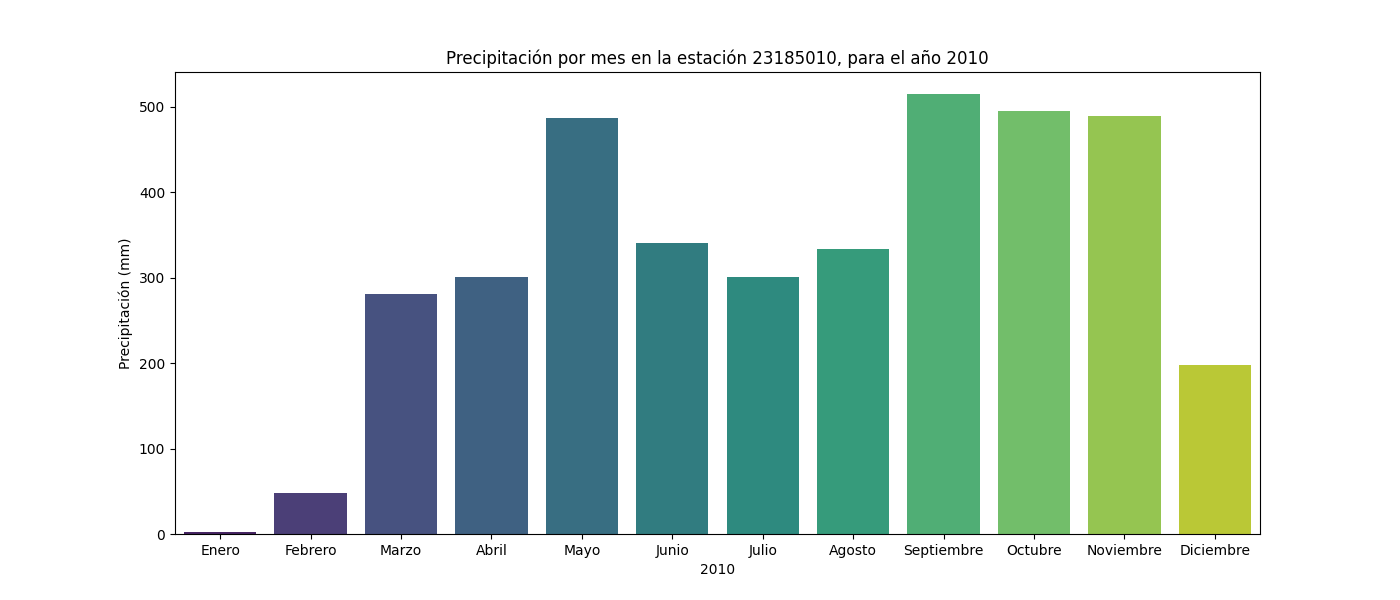 Precipitación por mes en la estación 23185010, para el año 2010
Precipitación (mm)
500
400
300
200
100
0
Enero Febrero Marzo Abril Mayo Junio Julio Agosto Septiembre Octubre Noviembre Diciembre
2010